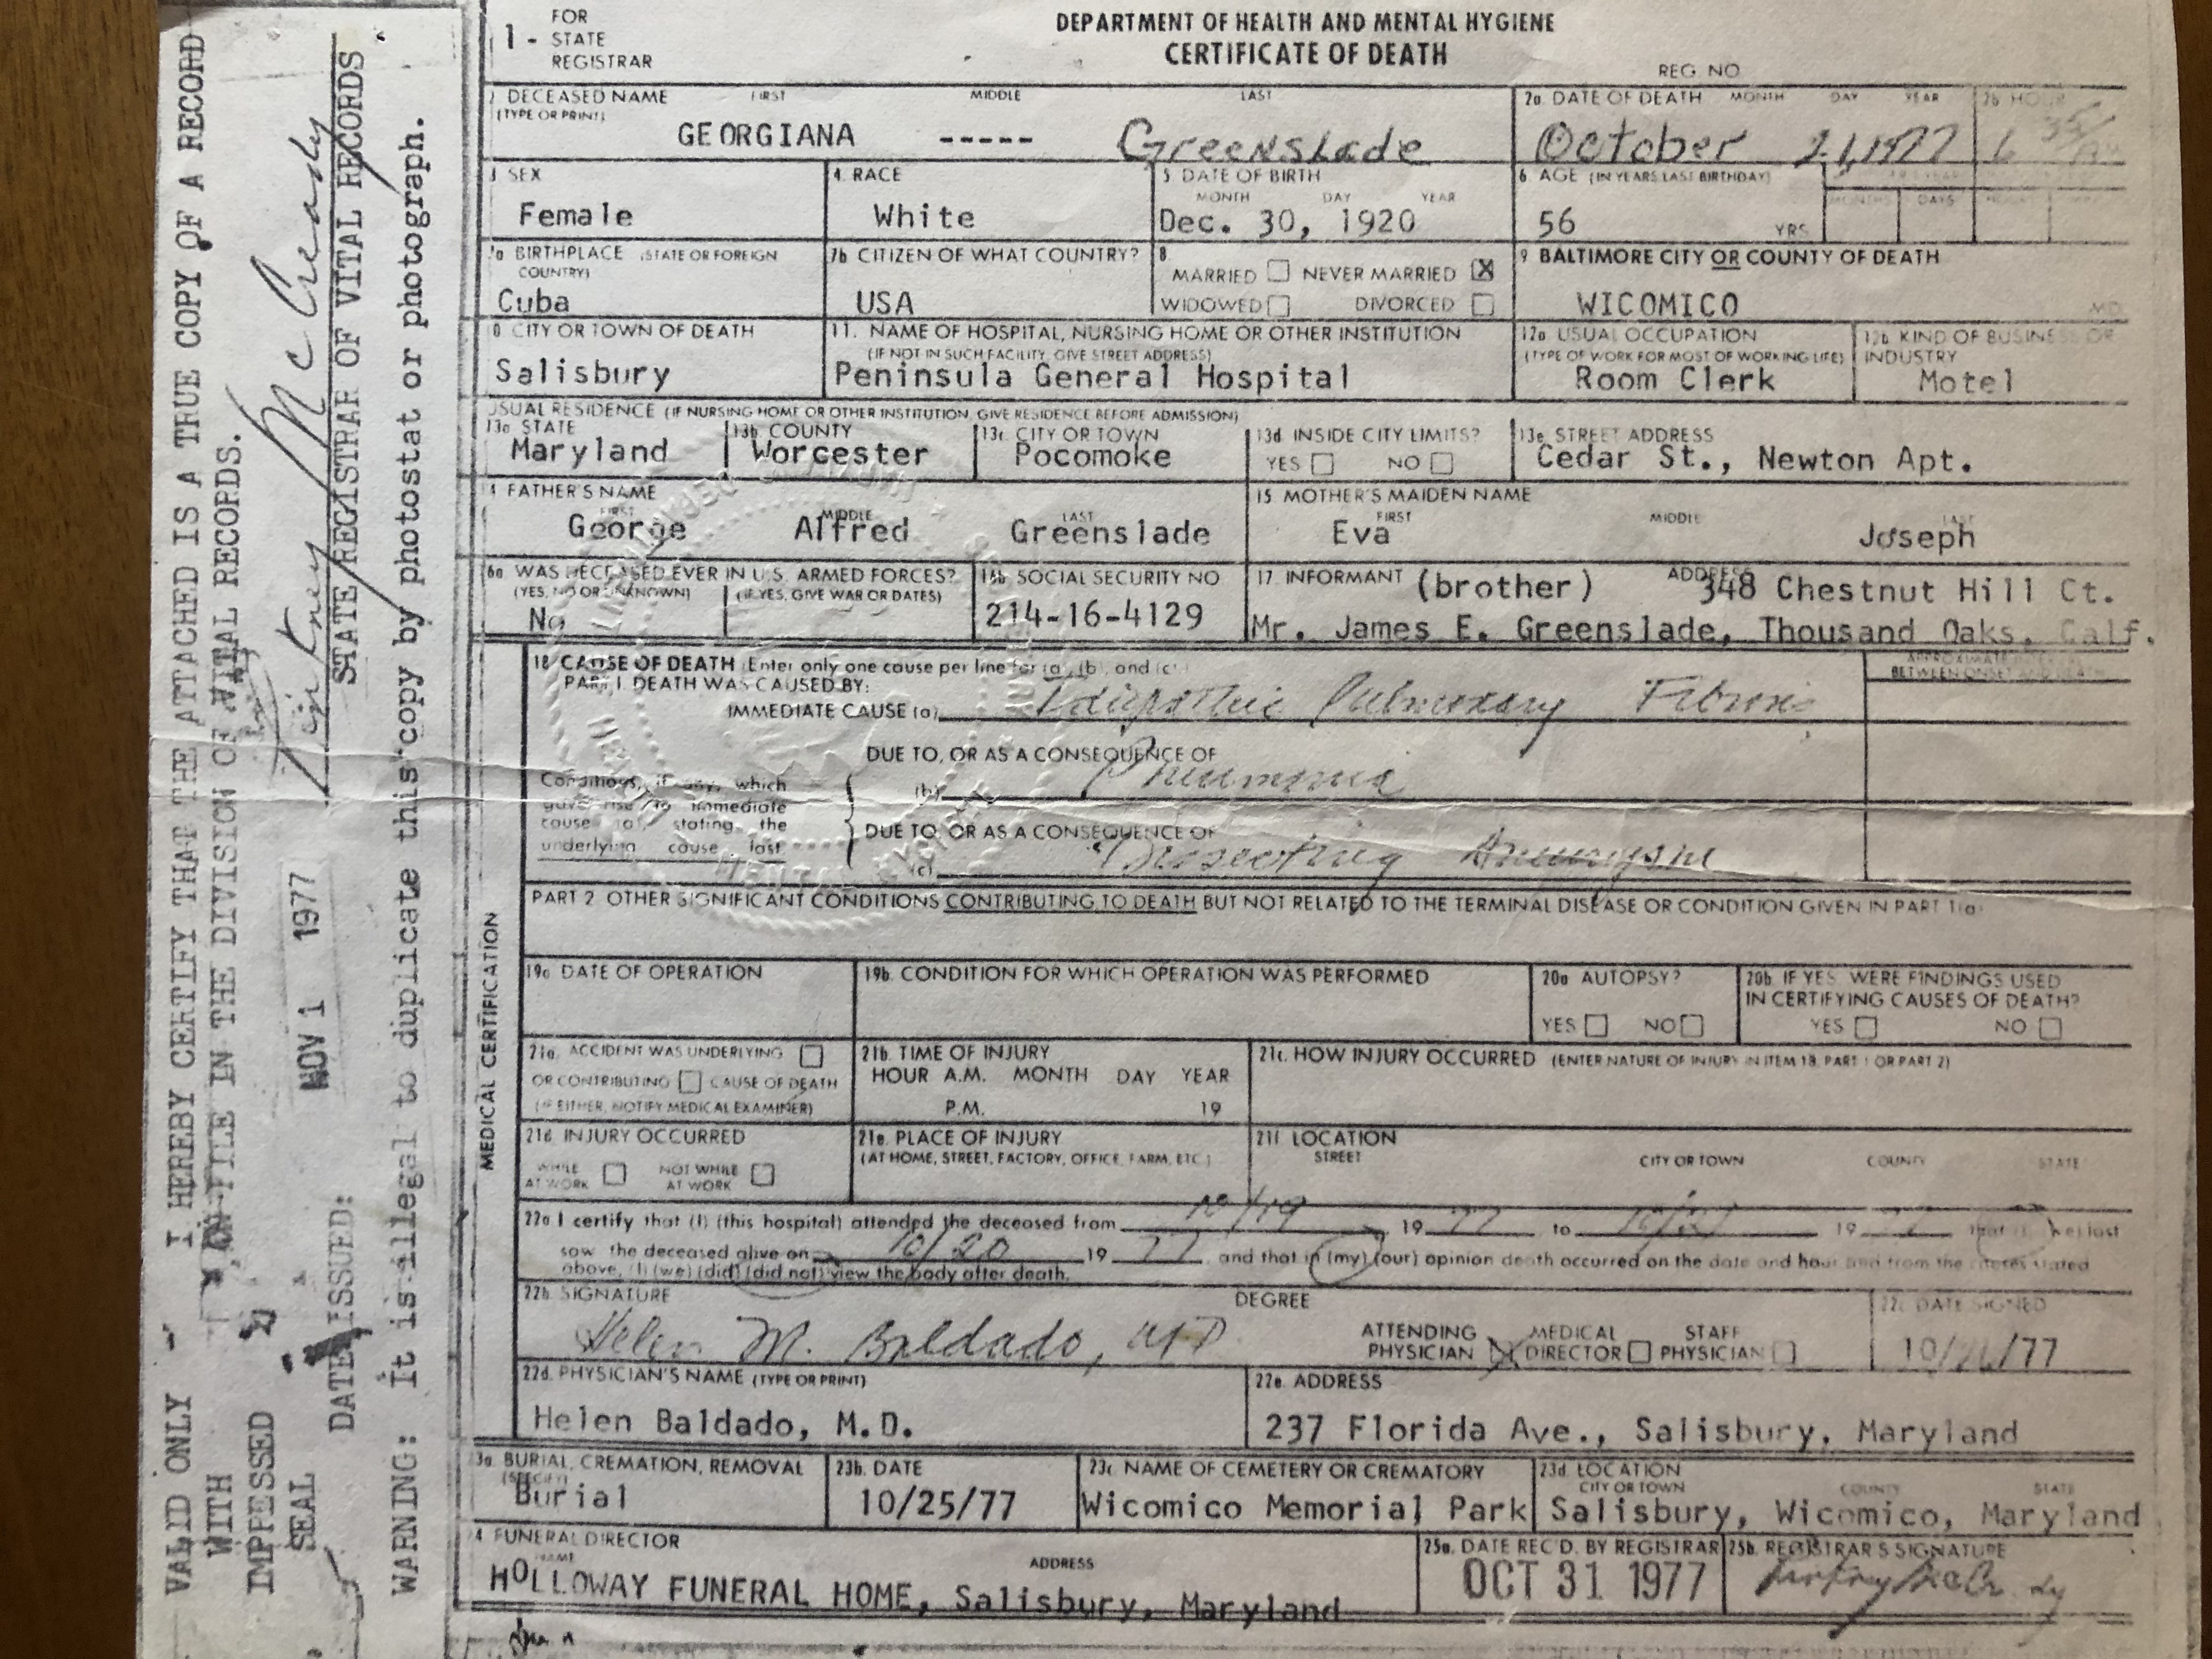 1 - FOR STATE REGISTRAR
DEPARTMENT OF HEALTH AND MENTAL HYGIENE
CERTIFICATE OF DEATH
REG. NO
1 DECEASED NAME (TYPE OR PRINT) FIRST MIDDLE LAST
GEORGIANA ----- Greenslade
2a. DATE OF DEATH MONTH DAY YEAR
October 21, 1977
2b HOUR
6 35
3 SEX
Female
4. RACE
White
5 DATE OF BIRTH MONTH DAY YEAR
Dec. 30, 1920
6 AGE (IN YEARS LAST BIRTHDAY)
56 YRS
MONTHS DAYS
7a BIRTHPLACE (STATE OR FOREIGN COUNTRY)
Cuba
7b CITIZEN OF WHAT COUNTRY?
USA
8
MARRIED NEVER MARRIED X
WIDOWED DIVORCED
9 BALTIMORE CITY OR COUNTY OF DEATH
WICOMICO MD.
10 CITY OR TOWN OF DEATH
Salisbury
11. NAME OF HOSPITAL, NURSING HOME OR OTHER INSTITUTION
(IF NOT IN SUCH FACILITY, GIVE STREET ADDRESS)
Peninsula General Hospital
12a USUAL OCCUPATION
(TYPE OF WORK FOR MOST OF WORKING LIFE)
Room Clerk
12b KIND OF BUSINESS OR INDUSTRY
Motel
USUAL RESIDENCE (IF NURSING HOME OR OTHER INSTITUTION, GIVE RESIDENCE BEFORE ADMISSION)
13a STATE
Maryland
13b COUNTY
Worcester
13c CITY OR TOWN
Pocomoke
13d. INSIDE CITY LIMITS?
YES NO
13e STREET ADDRESS
Cedar St., Newton Apt.
14 FATHER'S NAME
FIRST MIDDLE LAST
George Alfred Greenslade
15 MOTHER'S MAIDEN NAME
FIRST MIDDLE LAST
Eva Joseph
16a WAS DECEASED EVER IN U.S. ARMED FORCES?
(YES, NO OR UNKNOWN) (IF YES, GIVE WAR OR DATES)
No
16b SOCIAL SECURITY NO
214-16-4129
17 INFORMANT (brother) ADDRESS 348 Chestnut Hill Ct.
Mr. James E. Greenslade, Thousand Oaks, Calf.
MEDICAL CERTIFICATION
18 CAUSE OF DEATH (Enter only one cause per line for (a), (b), and (c)
PART I. DEATH WAS CAUSED BY:
IMMEDIATE CAUSE (a) Idiopathic Pulmonary Fibrosis
BETWEEN ONSET AND DEATH
DUE TO, OR AS A CONSEQUENCE OF
(b) Pneumonia
Conditions, if any, which
gave rise to immediate
cause (a), stating the
underlying cause last
DUE TO, OR AS A CONSEQUENCE OF
(c) Dissecting Aneurysm
PART 2 OTHER SIGNIFICANT CONDITIONS CONTRIBUTING TO DEATH BUT NOT RELATED TO THE TERMINAL DISEASE OR CONDITION GIVEN IN PART 1(a)
19a DATE OF OPERATION
19b. CONDITION FOR WHICH OPERATION WAS PERFORMED
20a AUTOPSY?
YES NO
20b IF YES WERE FINDINGS USED
IN CERTIFYING CAUSES OF DEATH?
YES NO
21a. ACCIDENT WAS UNDERLYING
OR CONTRIBUTING CAUSE OF DEATH
(IF EITHER, NOTIFY MEDICAL EXAMINER)
21b. TIME OF INJURY
HOUR A.M. MONTH DAY YEAR
P.M. 19
21c. HOW INJURY OCCURRED (ENTER NATURE OF INJURY IN ITEM 18, PART 1 OR PART 2)
21d INJURY OCCURRED
WHILE AT WORK NOT WHILE AT WORK
21e. PLACE OF INJURY
(AT HOME, STREET, FACTORY, OFFICE, FARM, ETC.)
21f LOCATION
STREET CITY OR TOWN COUNTY STATE
22a I certify that (I) (this hospital) attended the deceased from 10/19, 19 77 to 10/21 19 77 that (I) (we) last
saw the deceased alive on 10/20 19 77 and that in (my) (our) opinion death occurred on the date and hour and from the causes stated
above, (I) (we) (did) (did not) view the body after death.
22b SIGNATURE DEGREE
Helen M. Baldado, MD
ATTENDING PHYSICIAN X MEDICAL DIRECTOR STAFF PHYSICIAN
22c DATE SIGNED
10/21/77
22d. PHYSICIAN'S NAME (TYPE OR PRINT)
Helen Baldado, M.D.
22e. ADDRESS
237 Florida Ave., Salisbury, Maryland
23a BURIAL, CREMATION, REMOVAL
(SPECIFY)
Burial
23b. DATE
10/25/77
23c NAME OF CEMETERY OR CREMATORY
Wicomico Memorial Park
23d. LOCATION
CITY OR TOWN COUNTY STATE
Salisbury, Wicomico, Maryland
24 FUNERAL DIRECTOR
NAME ADDRESS
HOLLOWAY FUNERAL HOME, Salisbury, Maryland
25a. DATE REC'D. BY REGISTRAR
OCT 31 1977
25b. REGISTRAR'S SIGNATURE
VALID ONLY WITH IMPRESSED SEAL
I HEREBY CERTIFY THAT THE ATTACHED IS A TRUE COPY OF A RECORD
ON FILE IN THE DIVISION OF VITAL RECORDS.
DATE ISSUED: NOV 1 1977
McCready
STATE REGISTRAR OF VITAL RECORDS
WARNING: It is illegal to duplicate this copy by photostat or photograph.